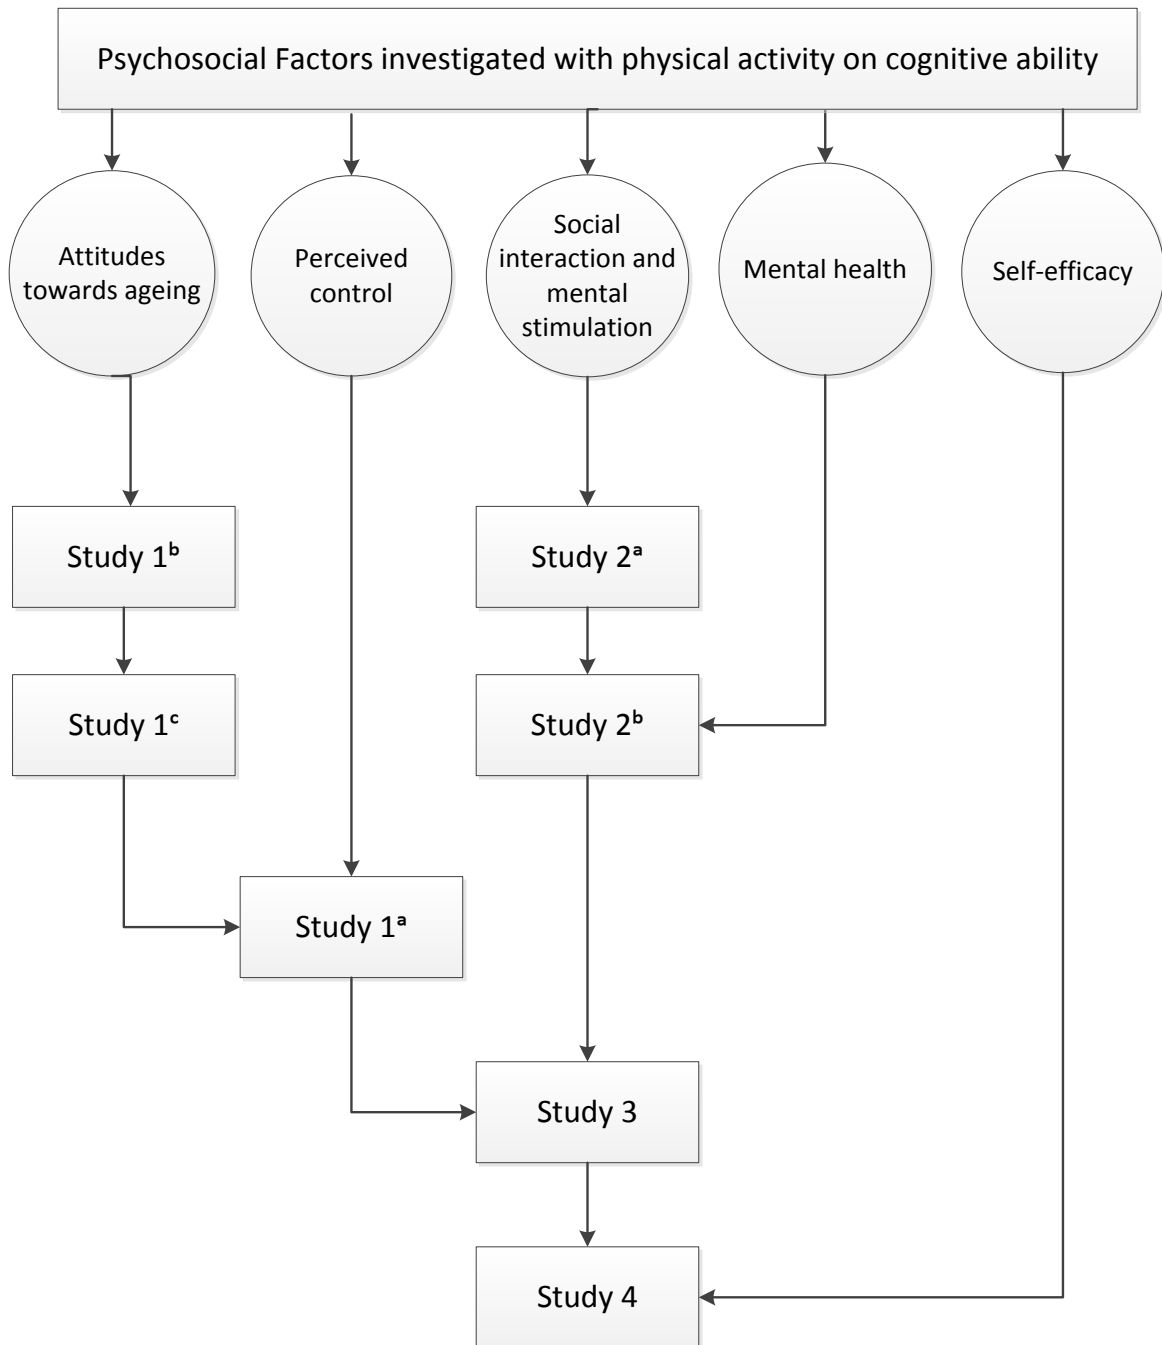 Psychosocial Factors investigated with physical activity on cognitive ability
Attitudes
towards ageing
Perceived
control
Social
interaction and
mental
stimulation
Mental health
Self-efficacy
Study 1ᵇ
Study 2ᵃ
Study 1ᶜ
Study 2ᵇ
Study 1ᵃ
Study 3
Study 4